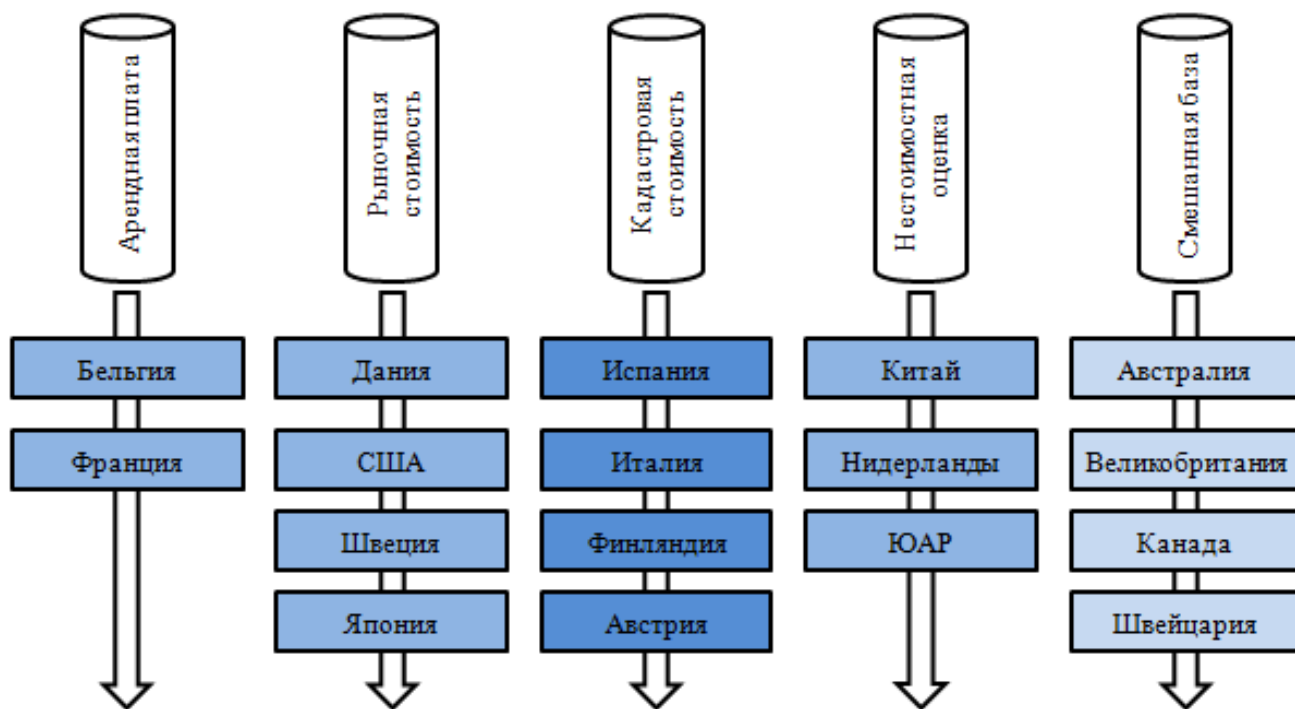 Арендная плата
Рыночная
стоимость
Кадастровая
стоимость
Нестоимостная
оценка
Смешанная база
Бельгия
Дания
Испания
Китай
Австралия
Франция
США
Италия
Нидерланды
Великобритания
Швеция
Финляндия
ЮАР
Канада
Япония
Австрия
Швейцария